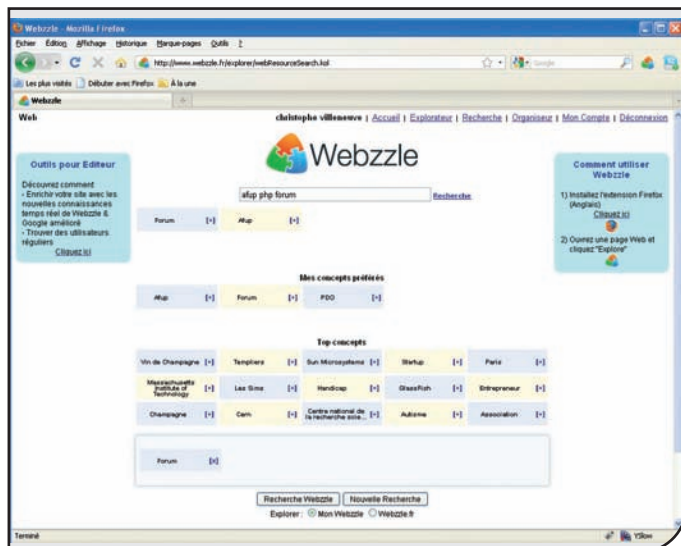 Webzzle - Mozilla Firefox
Fichier Édition Affichage Historique Marque-pages Outils ?
http://www.webzzle.fr/explorer/webResourceSearch.kol
Google
Les plus visités Débuter avec Firefox À la une
Webzzle
Web
christophe villeneuve | Accueil | Explorateur | Recherche | Organiseur | Mon Compte | Déconnexion
Webzzle
Outils pour Editeur
Découvrez comment
- Enrichir votre site avec les
nouvelles connaissances
temps réel de Webzzle &
Google amélioré
- Trouver des utilisateurs
réguliers
Cliquez ici
afup php forum
Recherche
Forum [+] Afup [+]
Comment utiliser
Webzzle
1) Installez l'extension Firefox
(Anglais)
Cliquez ici
2) Ouvrez une page Web et
cliquez "Explore"
Mes concepts préférés
Afup [+] Forum [+] PDO [+]
Top concepts
Vin de Champagne [+] Templiers [+] Sun Microsystems [+] Startup [+] Paris [+]
Massachusetts
Institute of
Technology [+] Les Sims [+] Handicap [+] GlassFish [+] Entrepreneur [+]
Champagne [+] Cern [+] Centre national de
la recherche scie... [+] Autisme [+] Association [+]
Forum [x]
Recherche Webzzle Nouvelle Recherche
Explorer : Mon Webzzle Webzzle.fr
Terminé
YSlow